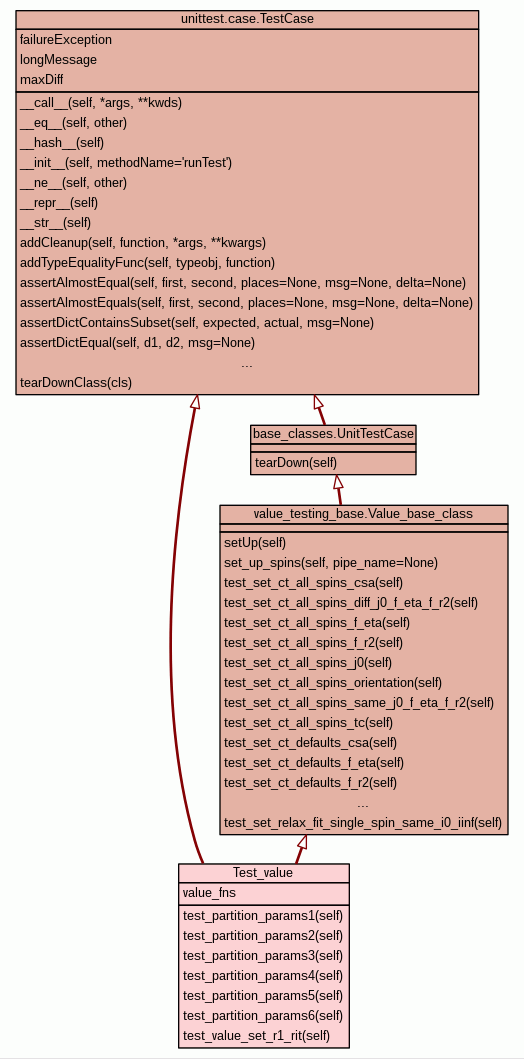 unittest.case.TestCase
failureException
longMessage
maxDiff
__call__(self, *args, **kwds)
__eq__(self, other)
__hash__(self)
__init__(self, methodName='runTest')
__ne__(self, other)
__repr__(self)
__str__(self)
addCleanup(self, function, *args, **kwargs)
addTypeEqualityFunc(self, typeobj, function)
assertAlmostEqual(self, first, second, places=None, msg=None, delta=None)
assertAlmostEquals(self, first, second, places=None, msg=None, delta=None)
assertDictContainsSubset(self, expected, actual, msg=None)
assertDictEqual(self, d1, d2, msg=None)
...
tearDownClass(cls)
base_classes.UnitTestCase
tearDown(self)
value_testing_base.Value_base_class
setUp(self)
set_up_spins(self, pipe_name=None)
test_set_ct_all_spins_csa(self)
test_set_ct_all_spins_diff_j0_f_eta_f_r2(self)
test_set_ct_all_spins_f_eta(self)
test_set_ct_all_spins_f_r2(self)
test_set_ct_all_spins_j0(self)
test_set_ct_all_spins_orientation(self)
test_set_ct_all_spins_same_j0_f_eta_f_r2(self)
test_set_ct_all_spins_tc(self)
test_set_ct_defaults_csa(self)
test_set_ct_defaults_f_eta(self)
test_set_ct_defaults_f_r2(self)
...
test_set_relax_fit_single_spin_same_i0_iinf(self)
Test_value
value_fns
test_partition_params1(self)
test_partition_params2(self)
test_partition_params3(self)
test_partition_params4(self)
test_partition_params5(self)
test_partition_params6(self)
test_value_set_r1_rit(self)